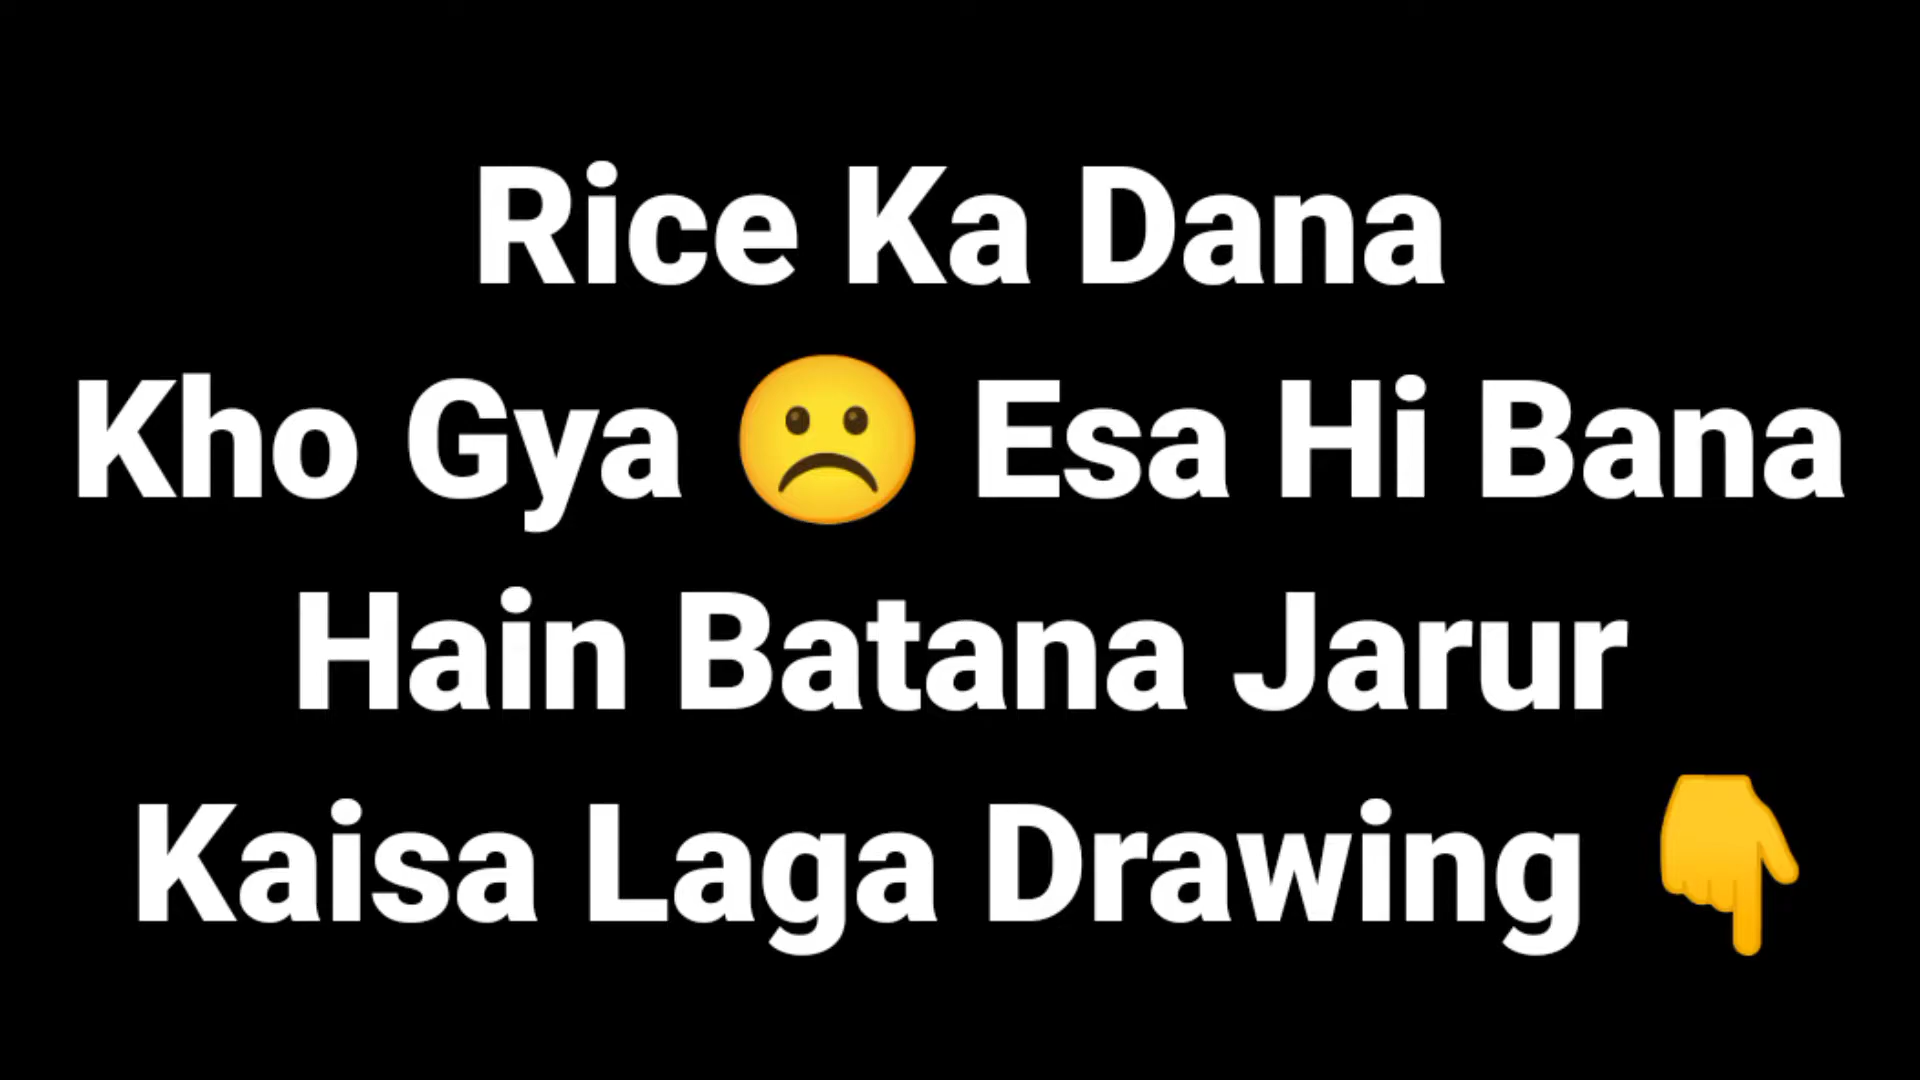 Rice Ka Dana
Kho Gya ☹️ Esa Hi Bana
Hain Batana Jarur
Kaisa Laga Drawing 👇